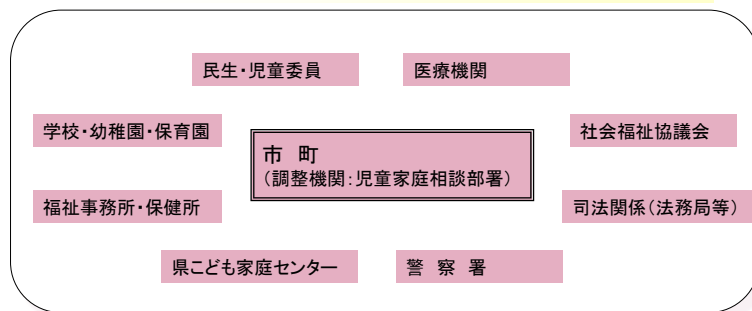 民生・児童委員
医療機関
学校・幼稚園・保育園
社会福祉協議会
市 町
(調整機関:児童家庭相談部署)
福祉事務所・保健所
司法関係(法務局等)
県こども家庭センター
警 察 署